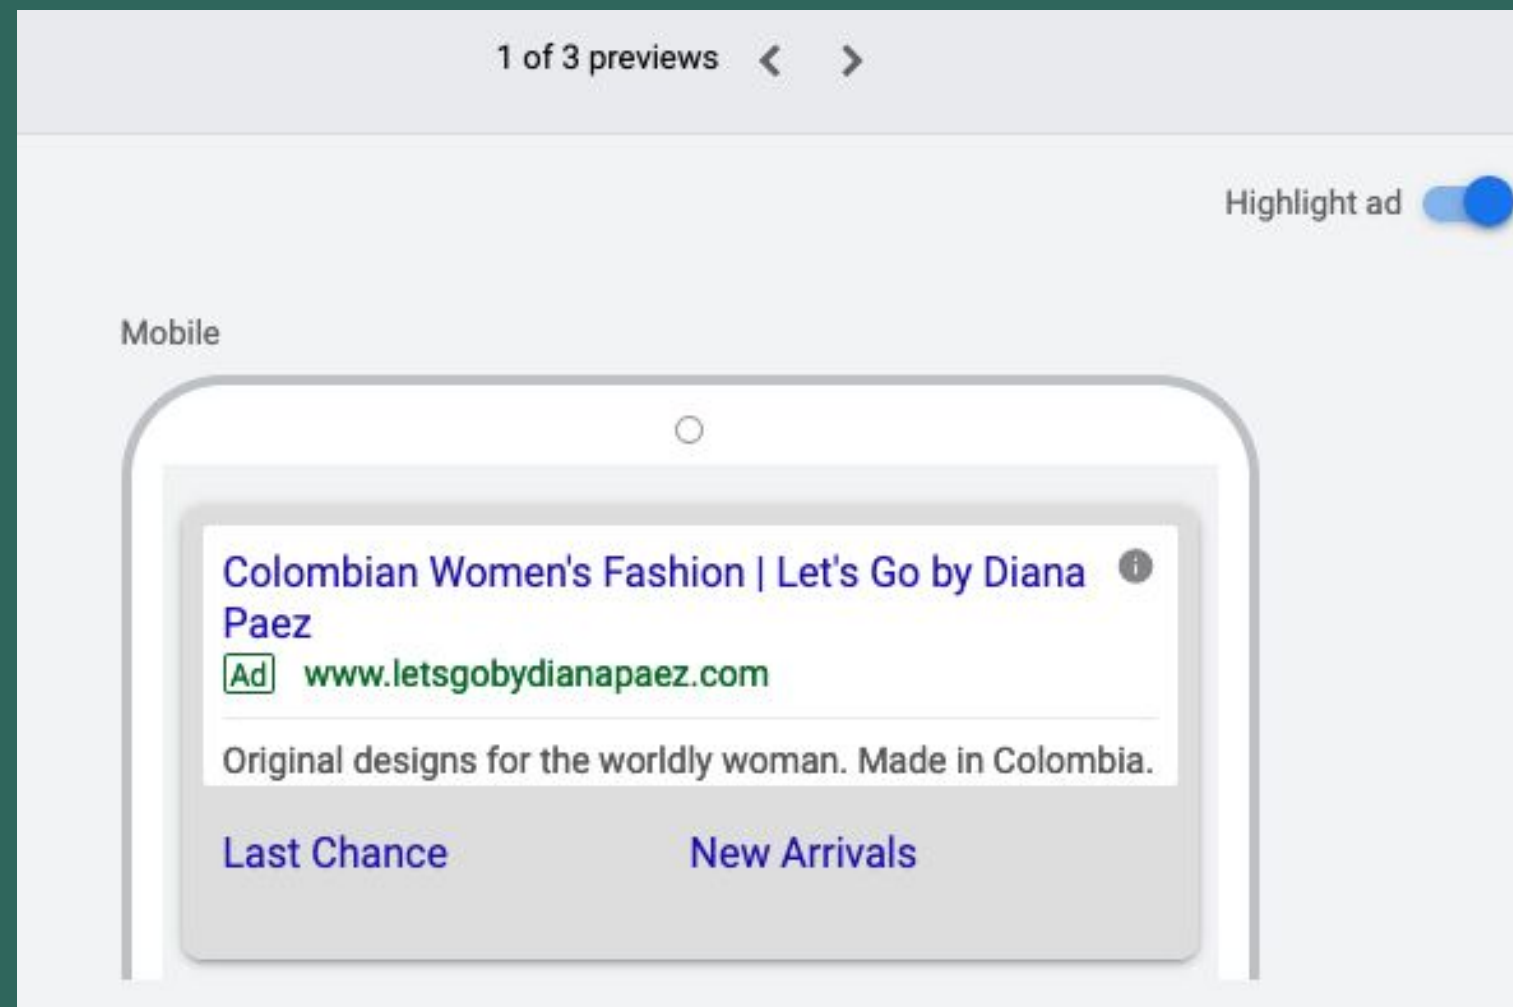 1 of 3 previews
Highlight ad
Mobile
Colombian Women's Fashion | Let's Go by Diana
Paez
Ad www.letsgobydianapaez.com
Original designs for the worldly woman. Made in Colombia.
Last Chance New Arrivals